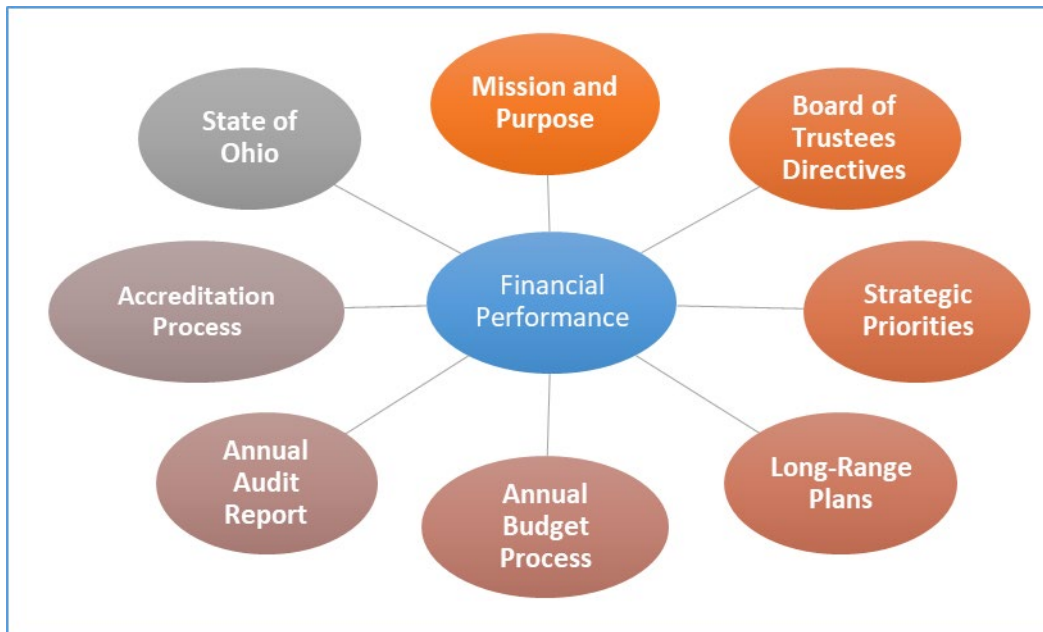 Mission and
Purpose
Board of
Trustees
Directives
Strategic
Priorities
Long-Range
Plans
Annual
Budget
Process
Annual
Audit
Report
Accreditation
Process
State of
Ohio
Financial
Performance